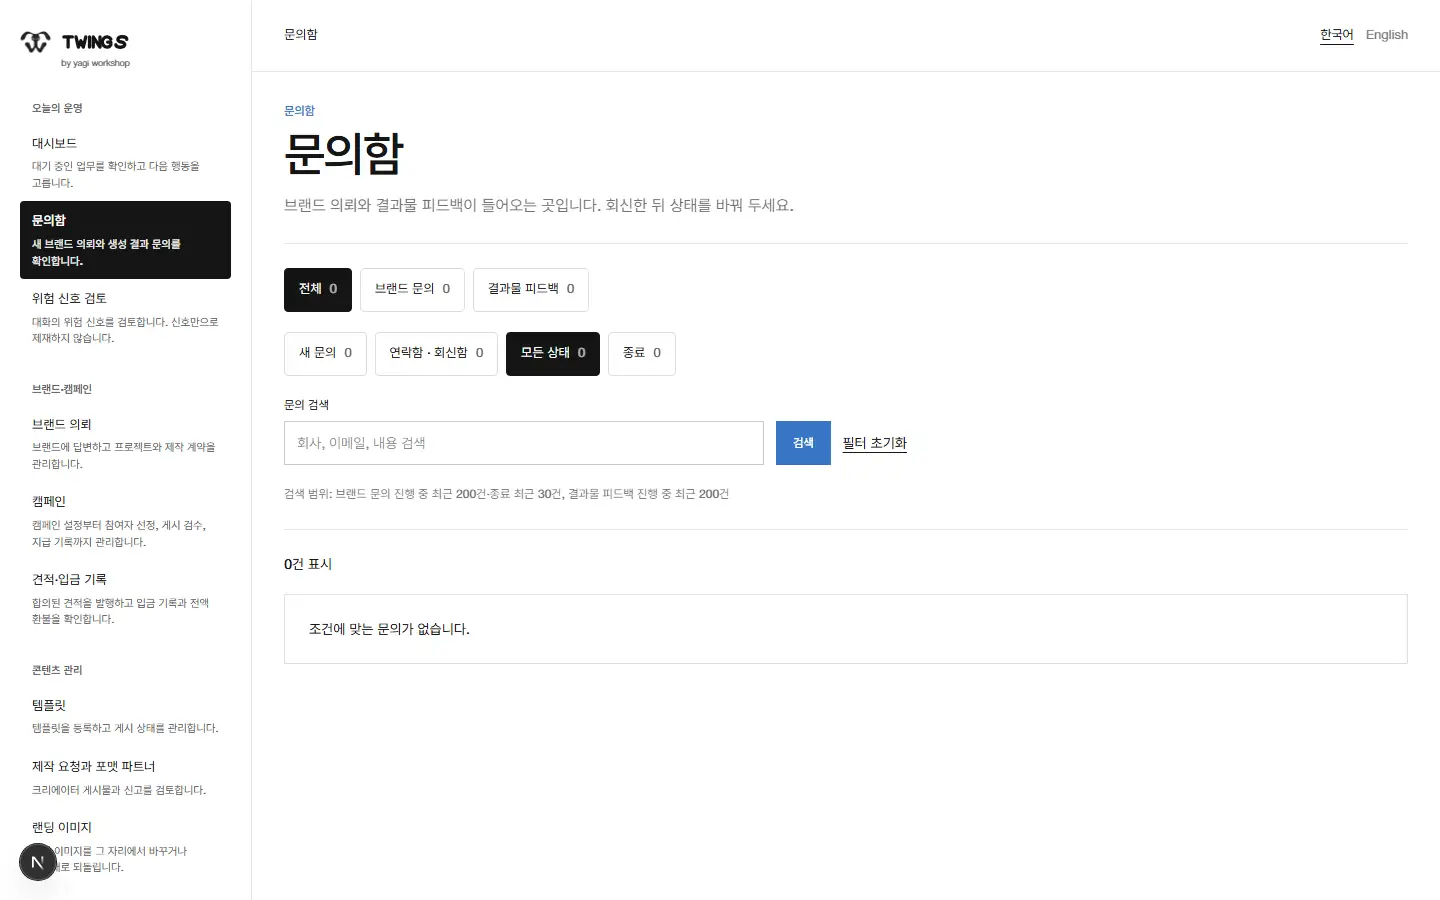 TWINGS
by yagi workshop
오늘의 운영
대시보드
대기 중인 업무를 확인하고 다음 행동을
고릅니다.
문의함
새 브랜드 의뢰와 생성 결과 문의를
확인합니다.
위험 신호 검토
대화의 위험 신호를 검토합니다. 신호만으로
제재하지 않습니다.
브랜드·캠페인
브랜드 의뢰
브랜드에 답변하고 프로젝트와 제작 계약을
관리합니다.
캠페인
캠페인 설정부터 참여자 선정, 게시 검수,
지급 기록까지 관리합니다.
견적·입금 기록
합의된 견적을 발행하고 입금 기록과 전액
환불을 확인합니다.
콘텐츠 관리
템플릿
템플릿을 등록하고 게시 상태를 관리합니다.
제작 요청과 포맷 파트너
크리에이터 게시물과 신고를 검토합니다.
랜딩 이미지
이미지를 그 자리에서 바꾸거나
되돌립니다.
N
문의함
한국어 English
문의함
문의함
브랜드 의뢰와 결과물 피드백이 들어오는 곳입니다. 회신한 뒤 상태를 바꿔 두세요.
전체 0 브랜드 문의 0 결과물 피드백 0
새 문의 0 연락함 · 회신함 0 모든 상태 0 종료 0
문의 검색
회사, 이메일, 내용 검색 검색 필터 초기화
검색 범위: 브랜드 문의 진행 중 최근 200건·종료 최근 30건, 결과물 피드백 진행 중 최근 200건
0건 표시
조건에 맞는 문의가 없습니다.